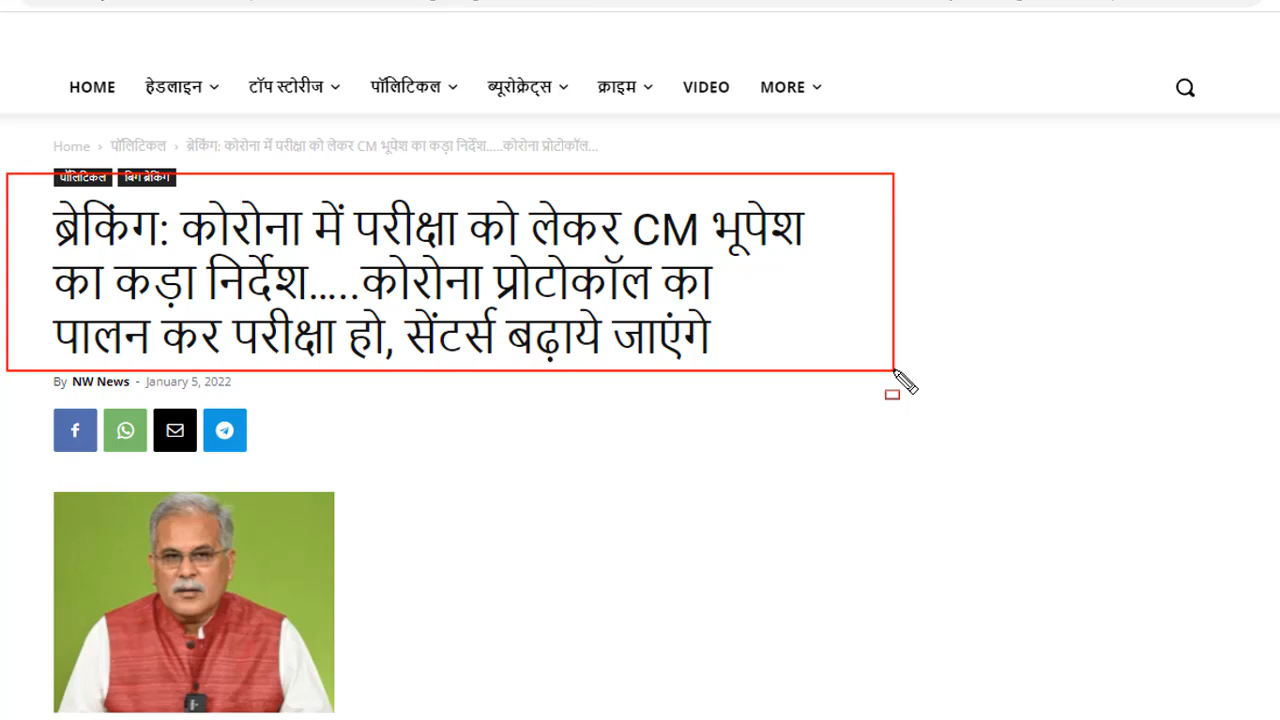 HOME हेडलाइन टॉप स्टोरीज पॉलिटिकल ब्यूरोक्रेट्स क्राइम VIDEO MORE
Home › पॉलिटिकल › ब्रेकिंग: कोरोना में परीक्षा को लेकर CM भूपेश का कड़ा निर्देश.....कोरोना प्रोटोकॉल...
पॉलिटिकल बिग ब्रेकिंग
ब्रेकिंग: कोरोना में परीक्षा को लेकर CM भूपेश
का कड़ा निर्देश.....कोरोना प्रोटोकॉल का
पालन कर परीक्षा हो, सेंटर्स बढ़ाये जाएंगे
By NW News - January 5, 2022